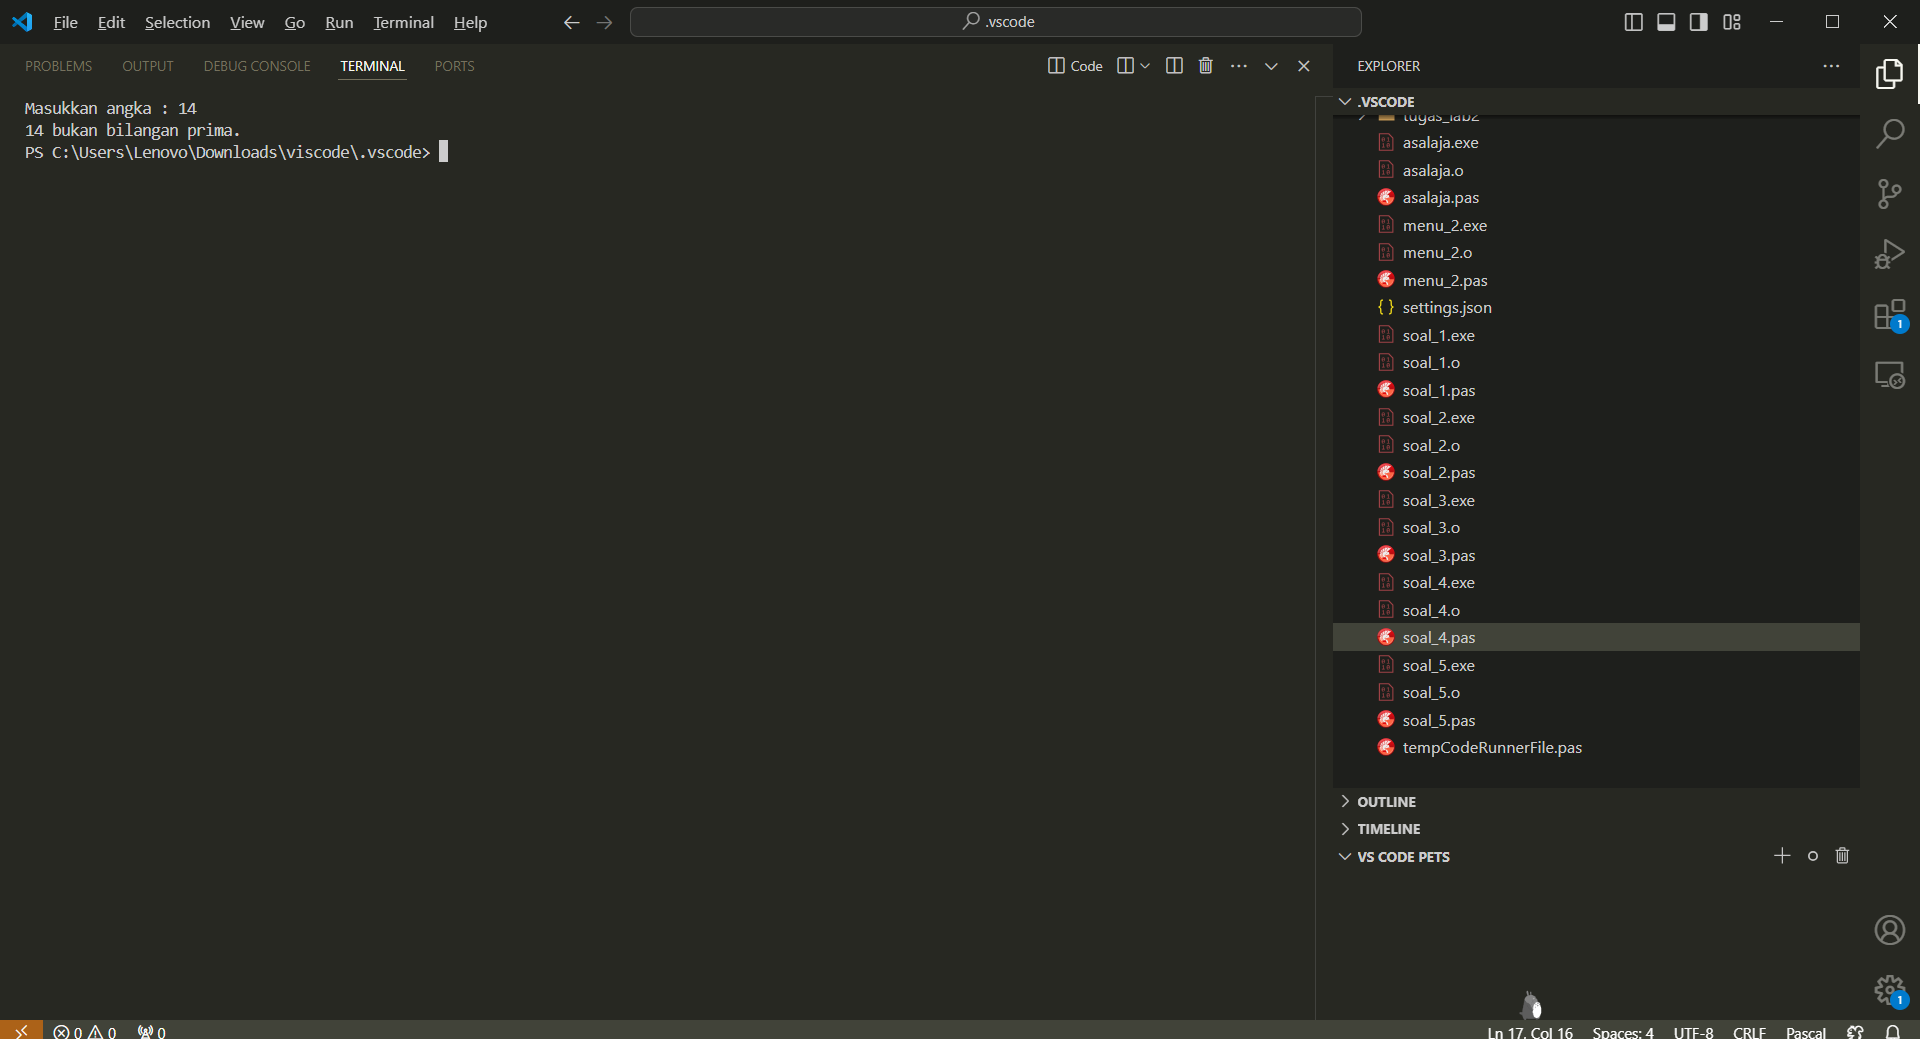 File Edit Selection View Go Run Terminal Help
.vscode
PROBLEMS OUTPUT DEBUG CONSOLE TERMINAL PORTS
Code
Masukkan angka : 14
14 bukan bilangan prima.
PS C:\Users\Lenovo\Downloads\viscode\.vscode>
EXPLORER
.VSCODE
tugas_lab2
asalaja.exe
asalaja.o
asalaja.pas
menu_2.exe
menu_2.o
menu_2.pas
settings.json
soal_1.exe
soal_1.o
soal_1.pas
soal_2.exe
soal_2.o
soal_2.pas
soal_3.exe
soal_3.o
soal_3.pas
soal_4.exe
soal_4.o
soal_4.pas
soal_5.exe
soal_5.o
soal_5.pas
tempCodeRunnerFile.pas
OUTLINE
TIMELINE
VS CODE PETS
1
1
0 0 0
Ln 17, Col 16 Spaces: 4 UTF-8 CRLF Pascal